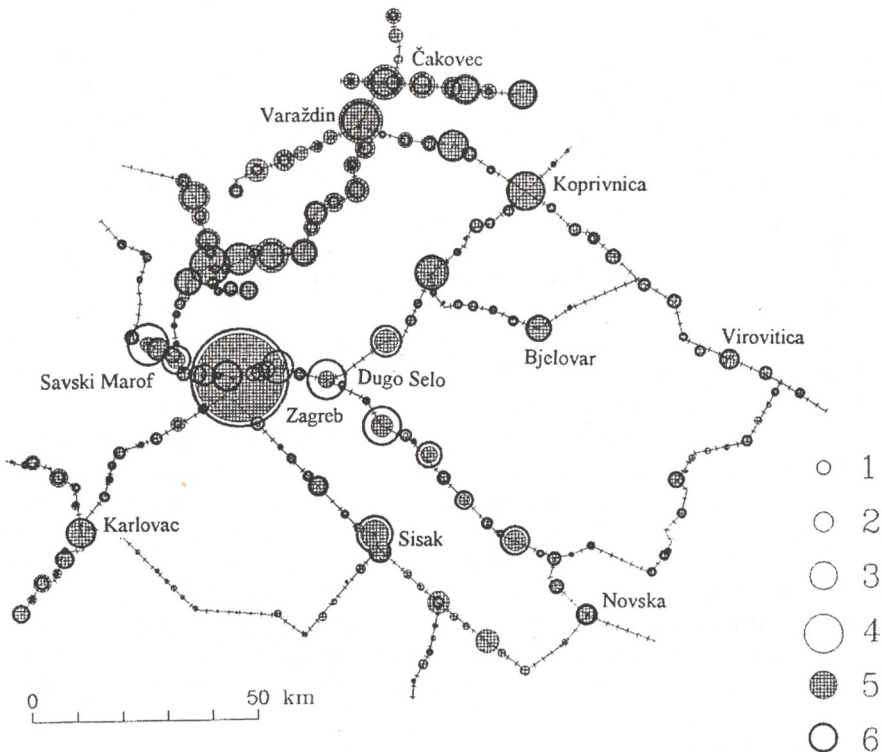 Čakovec
Varaždin
Koprivnica
Virovitica
Bjelovar
Savski Marof
Dugo Selo
Zagreb
Karlovac
Sisak
Novska
0 50 km
1
2
3
4
5
6